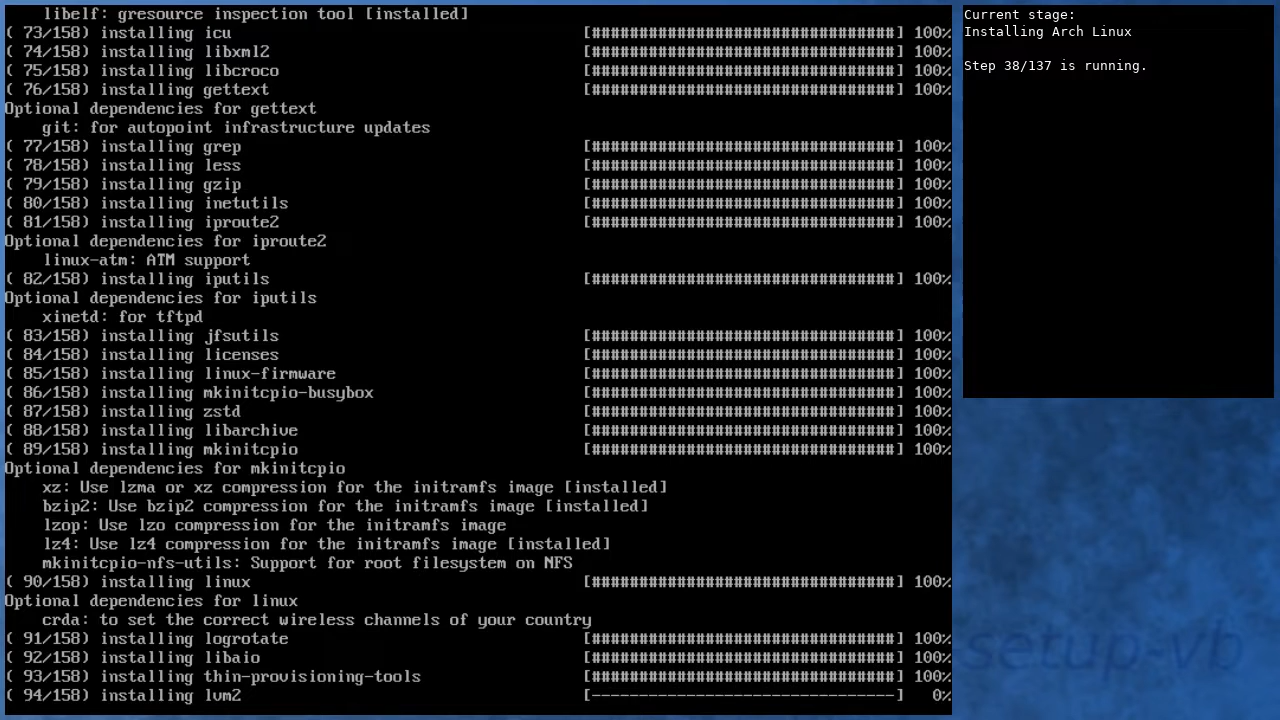 libelf: gresource inspection tool [installed]
( 73/158) installing icu                                     [################################] 100%
( 74/158) installing libxml2                                 [################################] 100%
( 75/158) installing libcroco                                [################################] 100%
( 76/158) installing gettext                                 [################################] 100%
Optional dependencies for gettext
    git: for autopoint infrastructure updates
( 77/158) installing grep                                    [################################] 100%
( 78/158) installing less                                    [################################] 100%
( 79/158) installing gzip                                    [################################] 100%
( 80/158) installing inetutils                               [################################] 100%
( 81/158) installing iproute2                                [################################] 100%
Optional dependencies for iproute2
    linux-atm: ATM support
( 82/158) installing iputils                                 [################################] 100%
Optional dependencies for iputils
    xinetd: for tftpd
( 83/158) installing jfsutils                                [################################] 100%
( 84/158) installing licenses                                [################################] 100%
( 85/158) installing linux-firmware                          [################################] 100%
( 86/158) installing mkinitcpio-busybox                      [################################] 100%
( 87/158) installing zstd                                    [################################] 100%
( 88/158) installing libarchive                              [################################] 100%
( 89/158) installing mkinitcpio                              [################################] 100%
Optional dependencies for mkinitcpio
    xz: Use lzma or xz compression for the initramfs image [installed]
    bzip2: Use bzip2 compression for the initramfs image [installed]
    lzop: Use lzo compression for the initramfs image
    lz4: Use lz4 compression for the initramfs image [installed]
    mkinitcpio-nfs-utils: Support for root filesystem on NFS
( 90/158) installing linux                                   [################################] 100%
Optional dependencies for linux
    crda: to set the correct wireless channels of your country
( 91/158) installing logrotate                               [################################] 100%
( 92/158) installing libaio                                  [################################] 100%
( 93/158) installing thin-provisioning-tools                 [################################] 100%
( 94/158) installing lvm2                                    [--------------------------------]   0%
Current stage:
Installing Arch Linux
Step 38/137 is running.
setup-vb